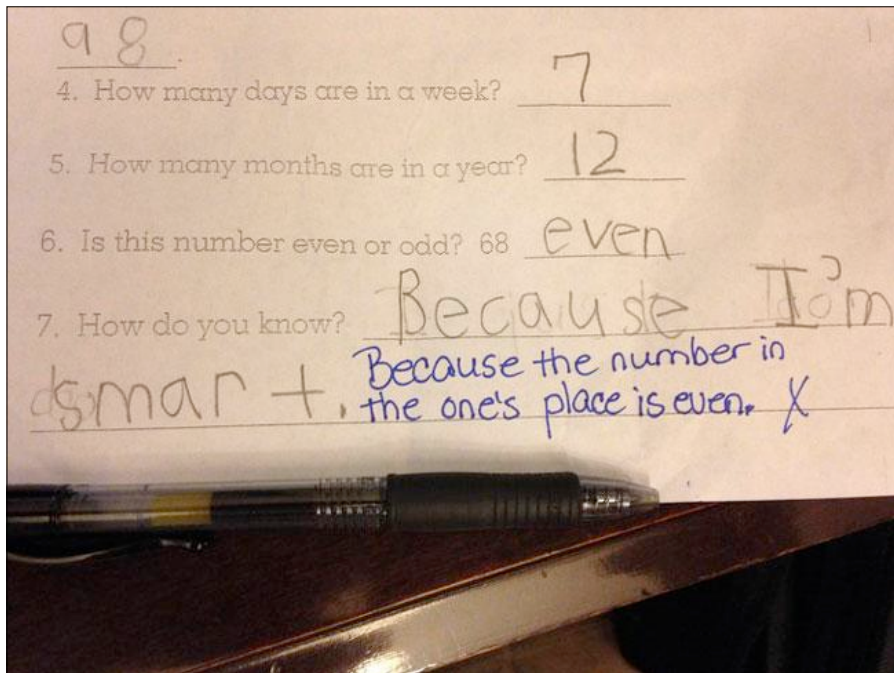 98.
4. How many days are in a week? 7
5. How many months are in a year? 12
6. Is this number even or odd? 68 even
7. How do you know? Because I'm
smart.
Because the number in
the one's place is even. X